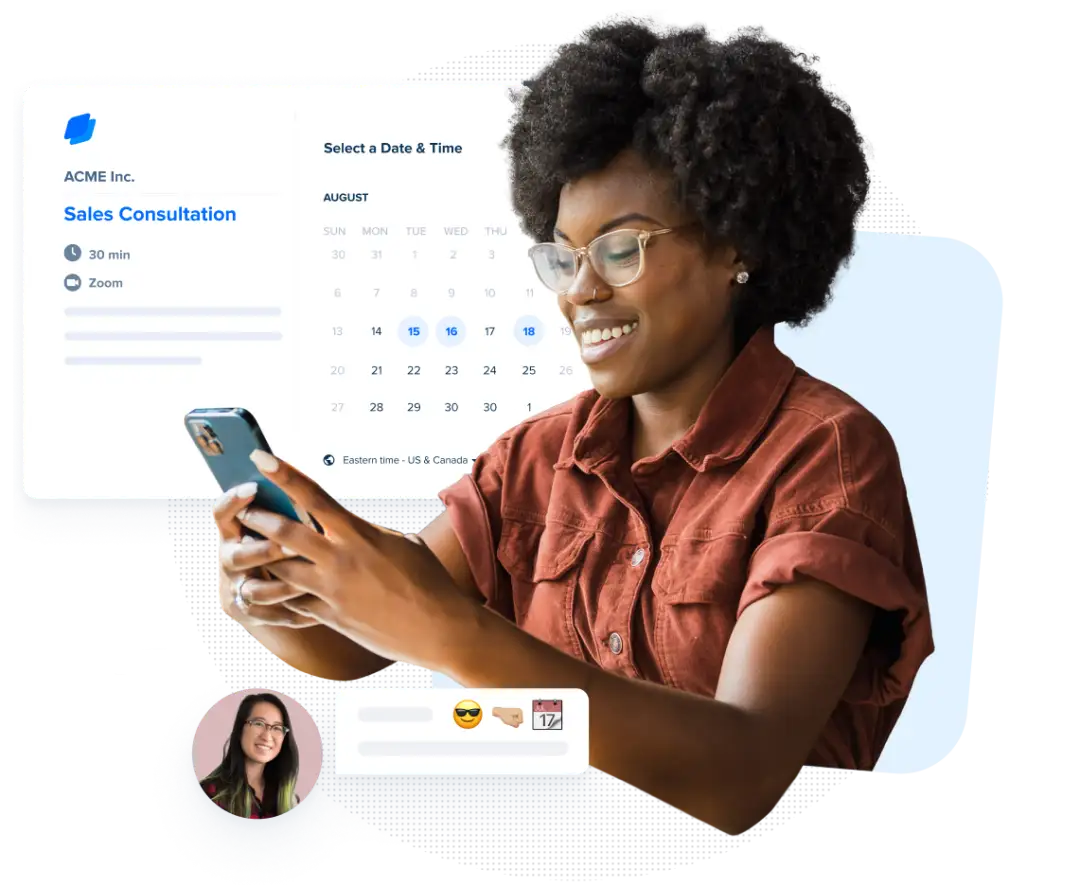 ACME Inc.
Sales Consultation
30 min
Zoom
Select a Date & Time
AUGUST
SUN MON TUE WED THU
30 31 1 2 3
6 7 8 9 10 11
13 14 15 16 17 18 19
20 21 22 23 24 25 26
27 28 29 30 30 1
Eastern time - US & Canada
17